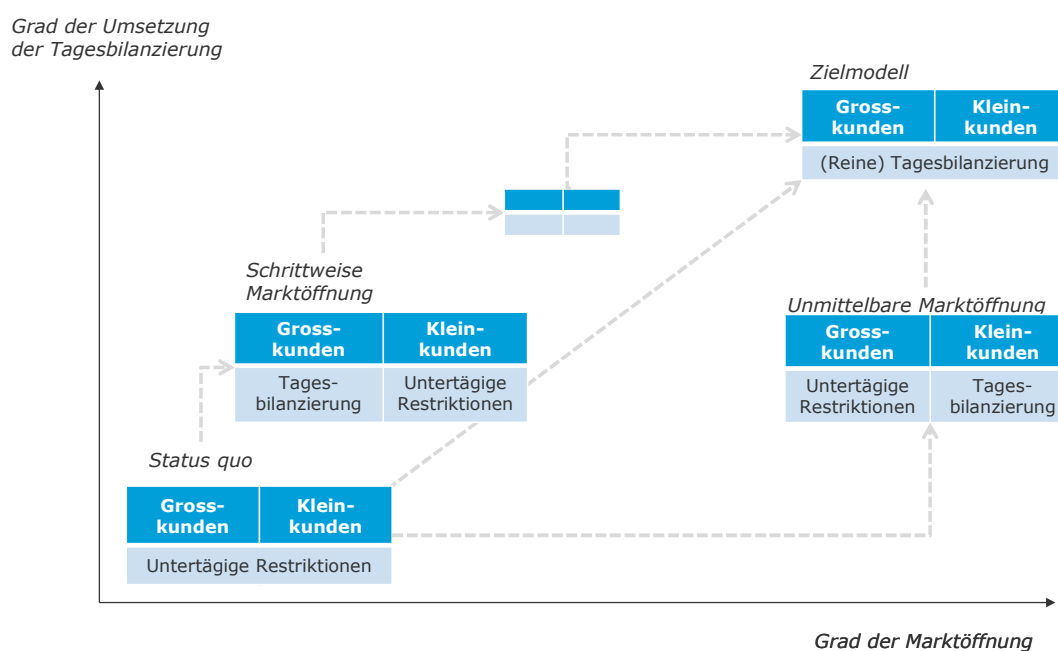 Grad der Umsetzung
der Tagesbilanzierung
Zielmodell
Gross-
kunden
Klein-
kunden
(Reine) Tagesbilanzierung
Schrittweise
Marktöffnung
Gross-
kunden
Klein-
kunden
Tages-
bilanzierung
Untertägige
Restriktionen
Unmittelbare Marktöffnung
Gross-
kunden
Klein-
kunden
Untertägige
Restriktionen
Tages-
bilanzierung
Status quo
Gross-
kunden
Klein-
kunden
Untertägige Restriktionen
Grad der Marktöffnung